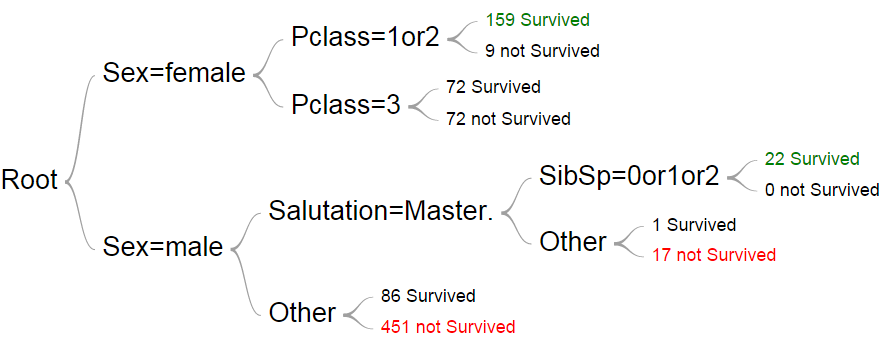 159 Survived
Pclass=1or2
9 not Survived
Sex=female
72 Survived
Pclass=3
72 not Survived
Root
22 Survived
SibSp=0or1or2
0 not Survived
Salutation=Master.
1 Survived
Other
17 not Survived
Sex=male
86 Survived
Other
451 not Survived